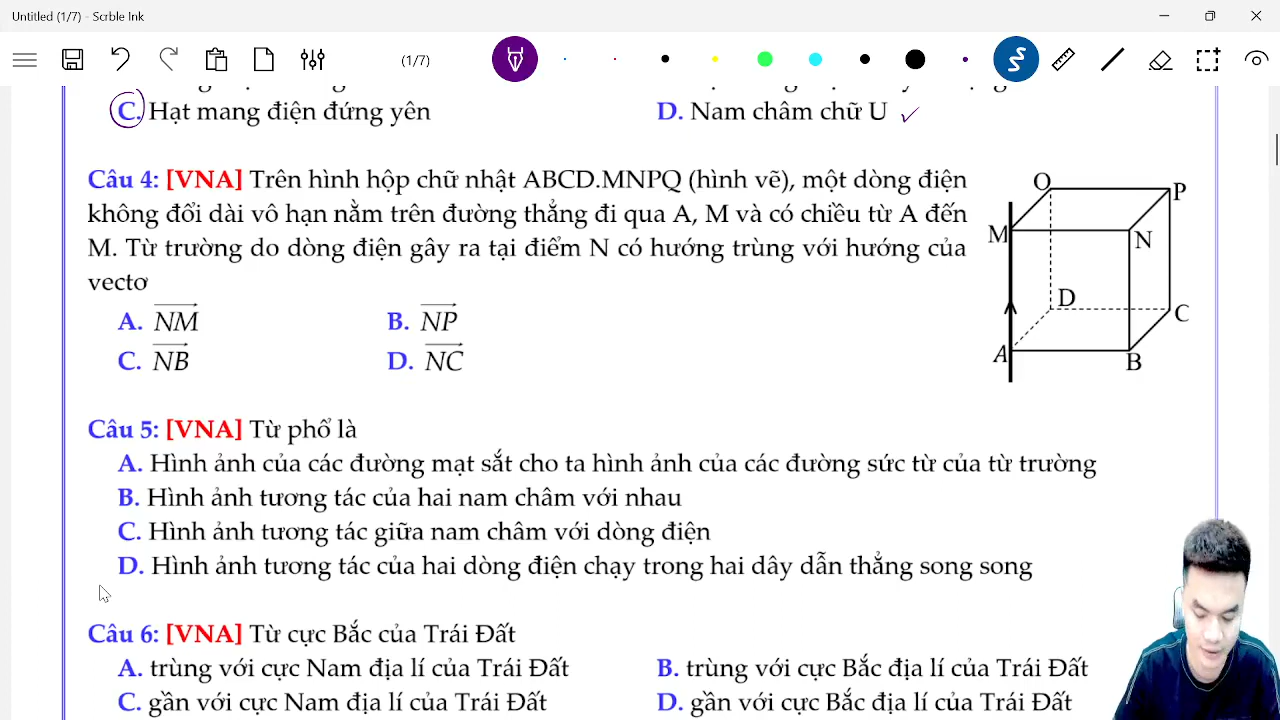 Untitled (1/7) - Scrble Ink
(1/7)
C. Hạt mang điện đứng yên
D. Nam châm chữ U
Câu 4: [VNA] Trên hình hộp chữ nhật ABCD.MNPQ (hình vẽ), một dòng điện
không đổi dài vô hạn nằm trên đường thẳng đi qua A, M và có chiều từ A đến
M. Từ trường do dòng điện gây ra tại điểm N có hướng trùng với hướng của
vectơ
A. NM
B. NP
C. NB
D. NC
O
P
M
N
D
C
A
B
Câu 5: [VNA] Từ phổ là
A. Hình ảnh của các đường mạt sắt cho ta hình ảnh của các đường sức từ của từ trường
B. Hình ảnh tương tác của hai nam châm với nhau
C. Hình ảnh tương tác giữa nam châm với dòng điện
D. Hình ảnh tương tác của hai dòng điện chạy trong hai dây dẫn thẳng song song
Câu 6: [VNA] Từ cực Bắc của Trái Đất
A. trùng với cực Nam địa lí của Trái Đất
B. trùng với cực Bắc địa lí của Trái Đất
C. gần với cực Nam địa lí của Trái Đất
D. gần với cực Bắc địa lí của Trái Đất